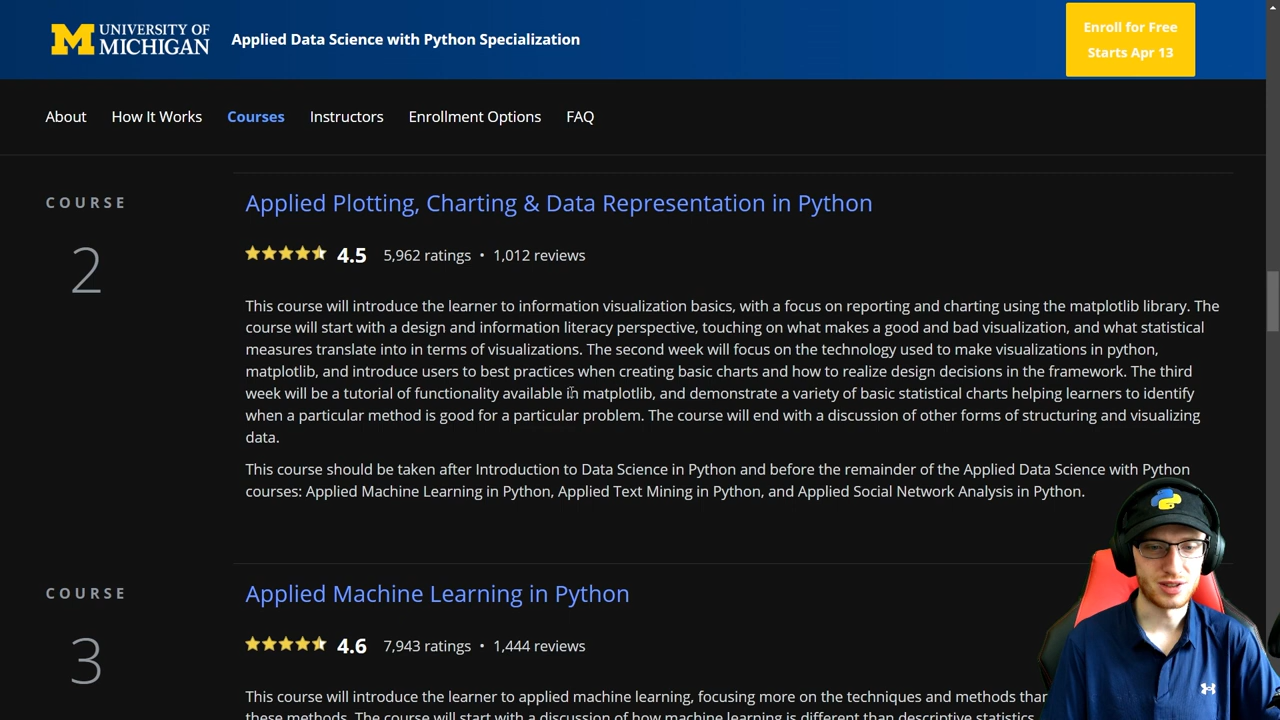 UNIVERSITY OF
MICHIGAN
Applied Data Science with Python Specialization
Enroll for Free
Starts Apr 13
About How It Works Courses Instructors Enrollment Options FAQ
COURSE
2
Applied Plotting, Charting & Data Representation in Python
4.5 5,962 ratings • 1,012 reviews
This course will introduce the learner to information visualization basics, with a focus on reporting and charting using the matplotlib library. The
course will start with a design and information literacy perspective, touching on what makes a good and bad visualization, and what statistical
measures translate into in terms of visualizations. The second week will focus on the technology used to make visualizations in python,
matplotlib, and introduce users to best practices when creating basic charts and how to realize design decisions in the framework. The third
week will be a tutorial of functionality available in matplotlib, and demonstrate a variety of basic statistical charts helping learners to identify
when a particular method is good for a particular problem. The course will end with a discussion of other forms of structuring and visualizing
data.
This course should be taken after Introduction to Data Science in Python and before the remainder of the Applied Data Science with Python
courses: Applied Machine Learning in Python, Applied Text Mining in Python, and Applied Social Network Analysis in Python.
COURSE
3
Applied Machine Learning in Python
4.6 7,943 ratings • 1,444 reviews
This course will introduce the learner to applied machine learning, focusing more on the techniques and methods than
these methods. The course will start with a discussion of how machine learning is different than descriptive statistics